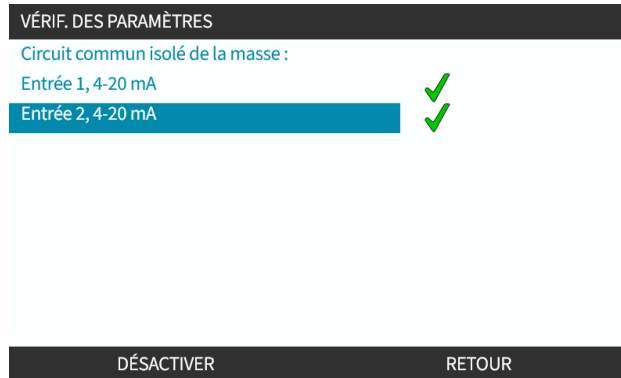 VÉRIF. DES PARAMÈTRES
Circuit commun isolé de la masse :
Entrée 1, 4-20 mA
Entrée 2, 4-20 mA
DÉSACTIVER RETOUR